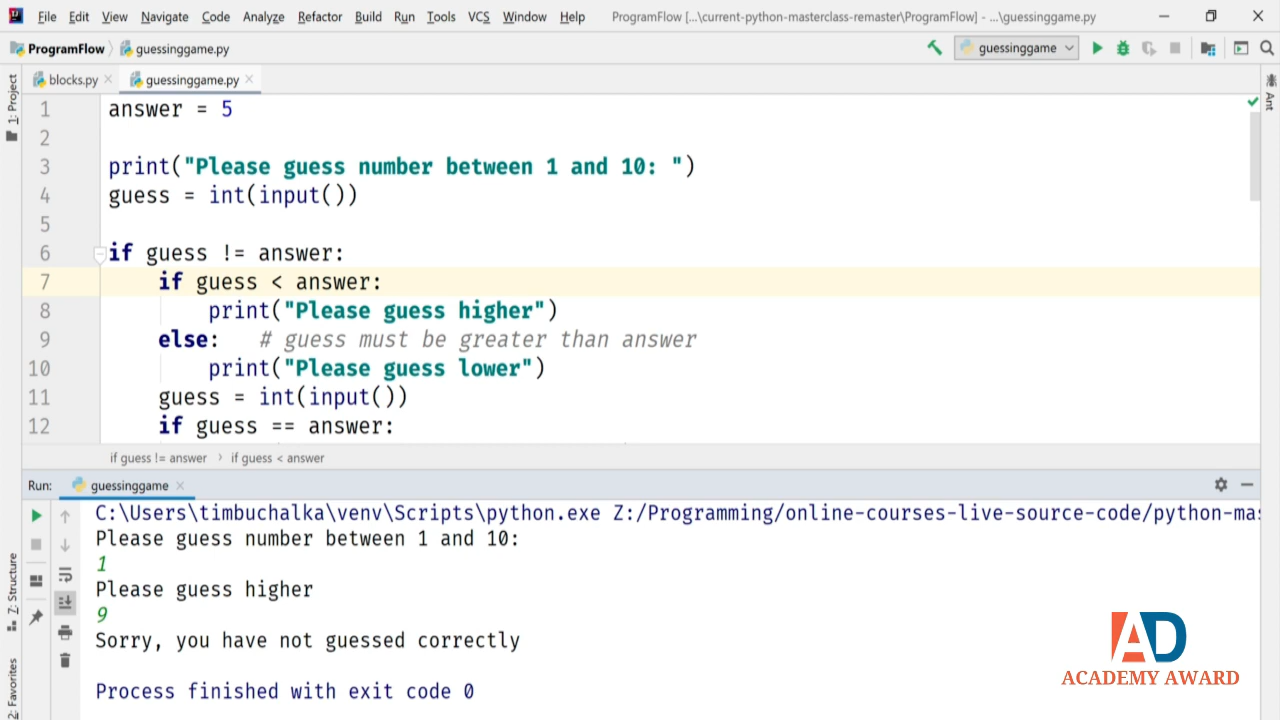 File Edit View Navigate Code Analyze Refactor Build Run Tools VCS Window Help ProgramFlow [...\current-python-masterclass-remaster\ProgramFlow] - ...\guessinggame.py
ProgramFlow guessinggame.py guessinggame
1: Project
blocks.py guessinggame.py
Ant
1 answer = 5
2
3 print("Please guess number between 1 and 10: ")
4 guess = int(input())
5
6 if guess != answer:
7 if guess < answer:
8 print("Please guess higher")
9 else: # guess must be greater than answer
10 print("Please guess lower")
11 guess = int(input())
12 if guess == answer:
if guess != answer if guess < answer
Run: guessinggame
C:\Users\timbuchalka\venv\Scripts\python.exe Z:/Programming/online-courses-live-source-code/python-mas
Please guess number between 1 and 10:
1
Please guess higher
9
Sorry, you have not guessed correctly
Process finished with exit code 0
Z: Structure
2: Favorites
AD
ACADEMY AWARD